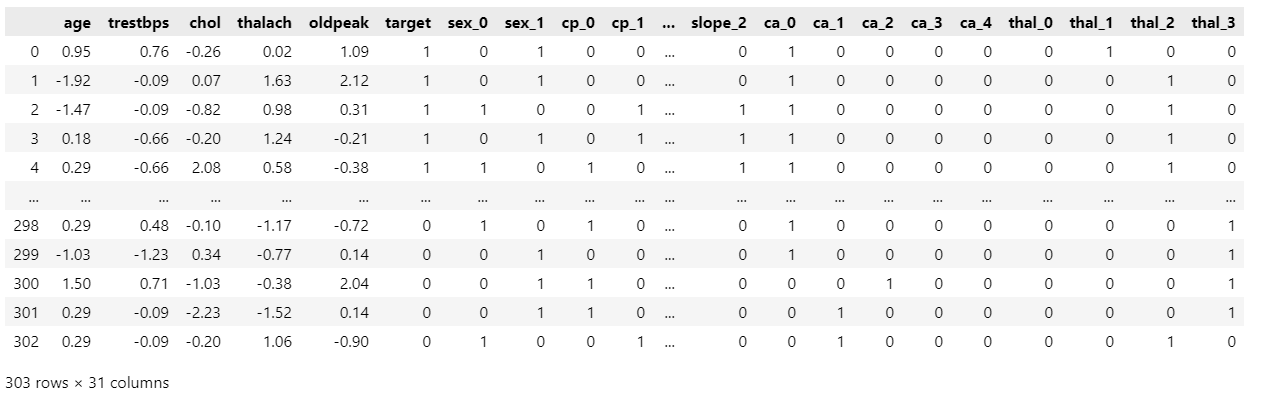 age trestbps chol thalach oldpeak target sex_0 sex_1 cp_0 cp_1 ... slope_2 ca_0 ca_1 ca_2 ca_3 ca_4 thal_0 thal_1 thal_2 thal_3
0 0.95 0.76 -0.26 0.02 1.09 1 0 1 0 0 ... 0 1 0 0 0 0 0 1 0 0
1 -1.92 -0.09 0.07 1.63 2.12 1 0 1 0 0 ... 0 1 0 0 0 0 0 0 1 0
2 -1.47 -0.09 -0.82 0.98 0.31 1 1 0 0 1 ... 1 1 0 0 0 0 0 0 1 0
3 0.18 -0.66 -0.20 1.24 -0.21 1 0 1 0 1 ... 1 1 0 0 0 0 0 0 1 0
4 0.29 -0.66 2.08 0.58 -0.38 1 1 0 1 0 ... 1 1 0 0 0 0 0 0 1 0
... ... ... ... ... ... ... ... ... ... ... ... ... ... ... ... ... ... ... ... ... ...
298 0.29 0.48 -0.10 -1.17 -0.72 0 1 0 1 0 ... 0 1 0 0 0 0 0 0 0 1
299 -1.03 -1.23 0.34 -0.77 0.14 0 0 1 0 0 ... 0 1 0 0 0 0 0 0 0 1
300 1.50 0.71 -1.03 -0.38 2.04 0 0 1 1 0 ... 0 0 0 1 0 0 0 0 0 1
301 0.29 -0.09 -2.23 -1.52 0.14 0 0 1 1 0 ... 0 0 1 0 0 0 0 0 0 1
302 0.29 -0.09 -0.20 1.06 -0.90 0 1 0 0 1 ... 0 0 1 0 0 0 0 0 1 0
303 rows × 31 columns